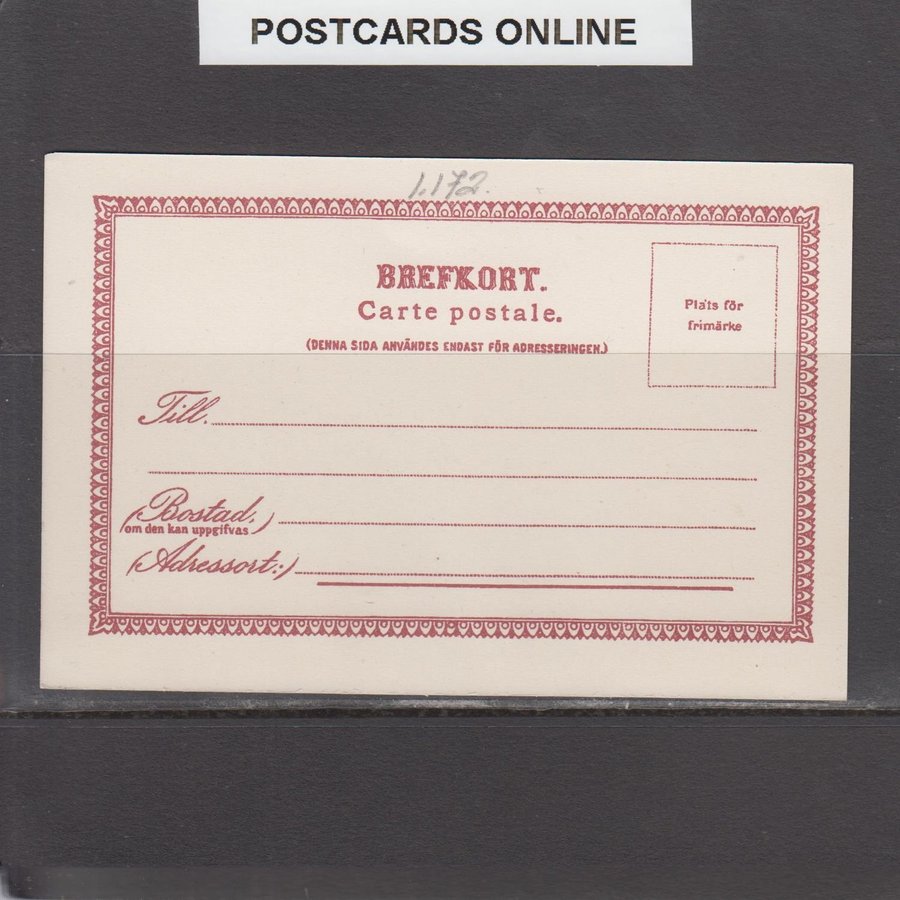 POSTCARDS ONLINE
1.172.
BREFKORT.
Carte postale.
(DENNA SIDA ANVÄNDES ENDAST FÖR ADRESSERINGEN.)
Plats för
frimärke
Till.
(Bostad,)
om den kan uppgifvas
(Adressort:)